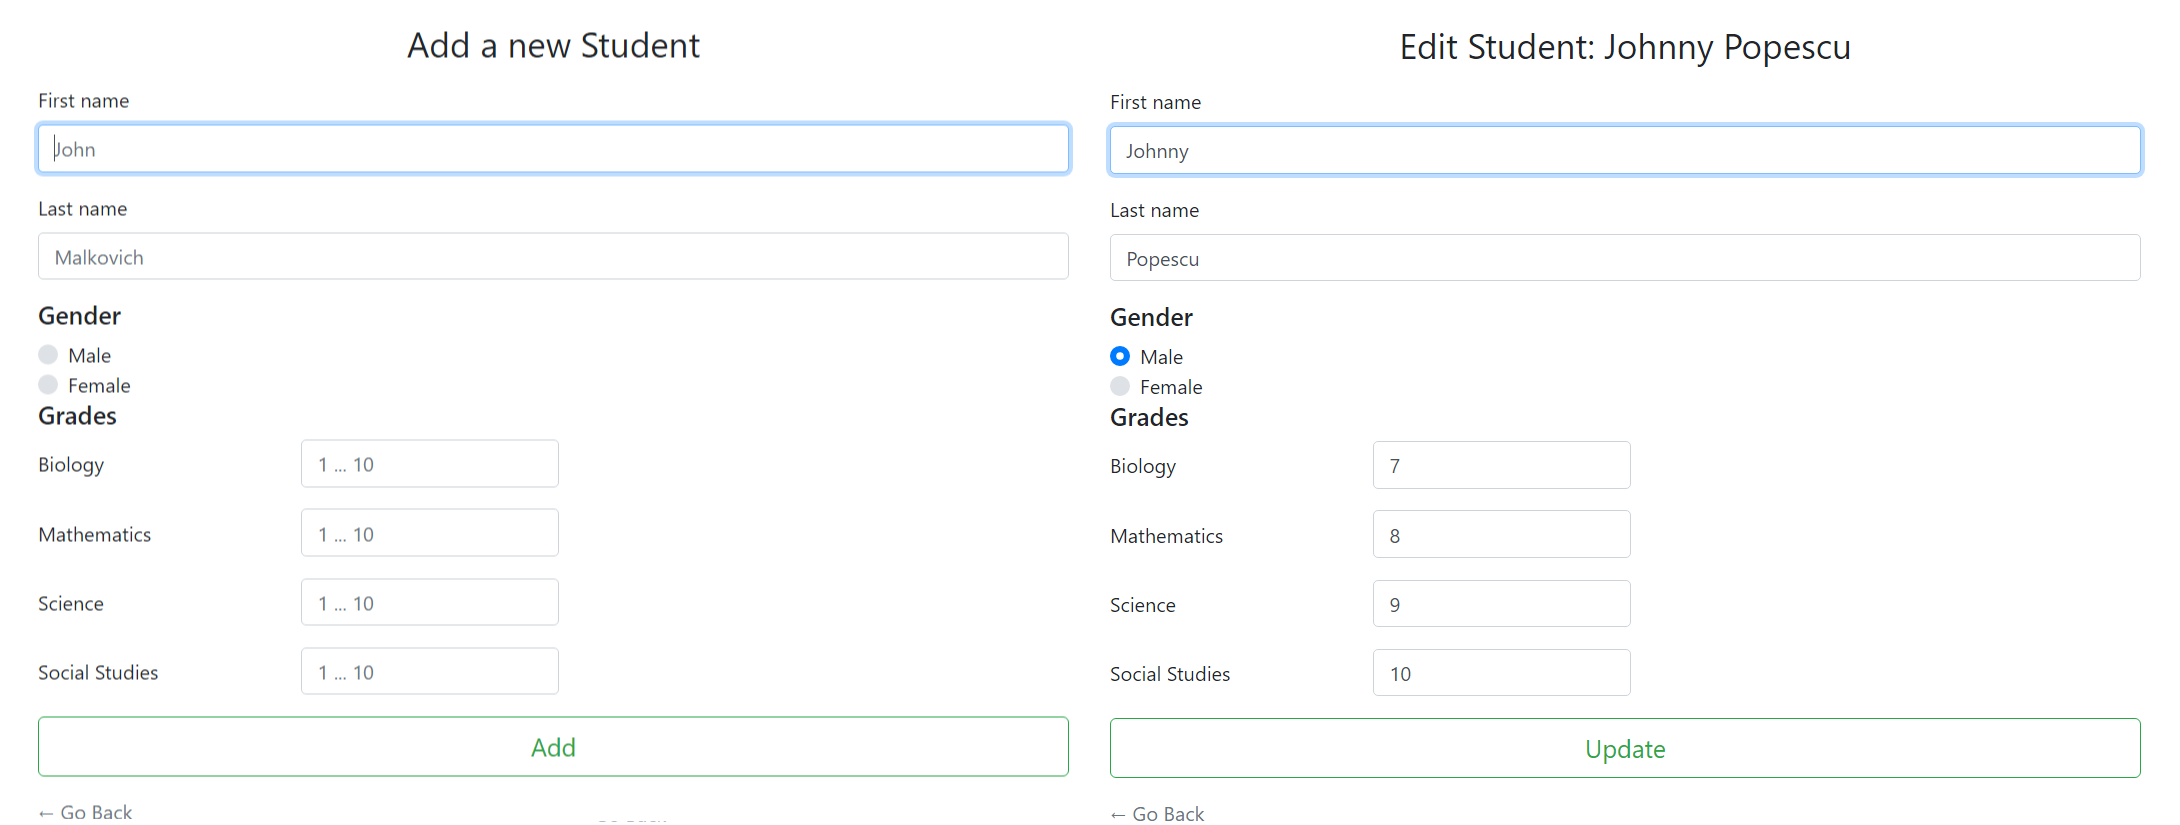 Add a new Student
First name
John
Last name
Malkovich
Gender
Male
Female
Grades
Biology 1 ... 10
Mathematics 1 ... 10
Science 1 ... 10
Social Studies 1 ... 10
Add
← Go Back
Edit Student: Johnny Popescu
First name
Johnny
Last name
Popescu
Gender
Male
Female
Grades
Biology 7
Mathematics 8
Science 9
Social Studies 10
Update
← Go Back